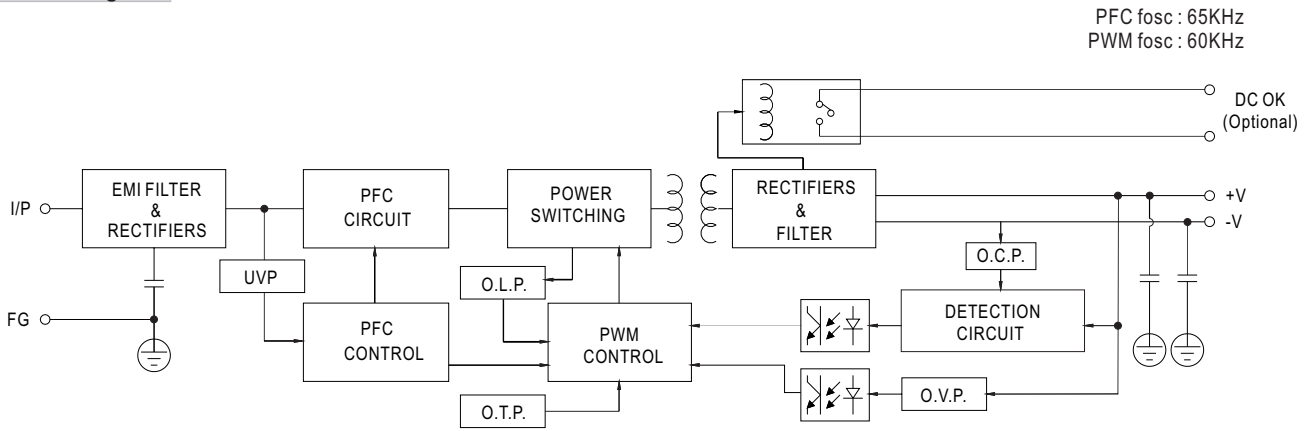 PFC fosc : 65KHz
PWM fosc : 60KHz
DC OK
(Optional)
I/P
EMI FILTER
&
RECTIFIERS
PFC
CIRCUIT
POWER
SWITCHING
RECTIFIERS
&
FILTER
+V
-V
UVP
O.L.P.
O.C.P.
FG
PFC
CONTROL
PWM
CONTROL
DETECTION
CIRCUIT
O.T.P.
O.V.P.